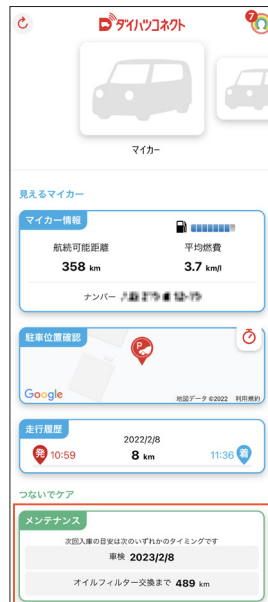 ダイハツコネクト
7
マイカー
見えるマイカー
マイカー情報
航続可能距離 平均燃費
358 km 3.7 km/l
ナンバー
駐車位置確認
P
Google 地図データ ©2022 利用規約
走行履歴
2022/2/8
発 10:59 8 km 11:36 着
つないでケア
メンテナンス
次回入庫の目安は次のいずれかのタイミングです
車検 2023/2/8
オイルフィルター交換まで 489 km